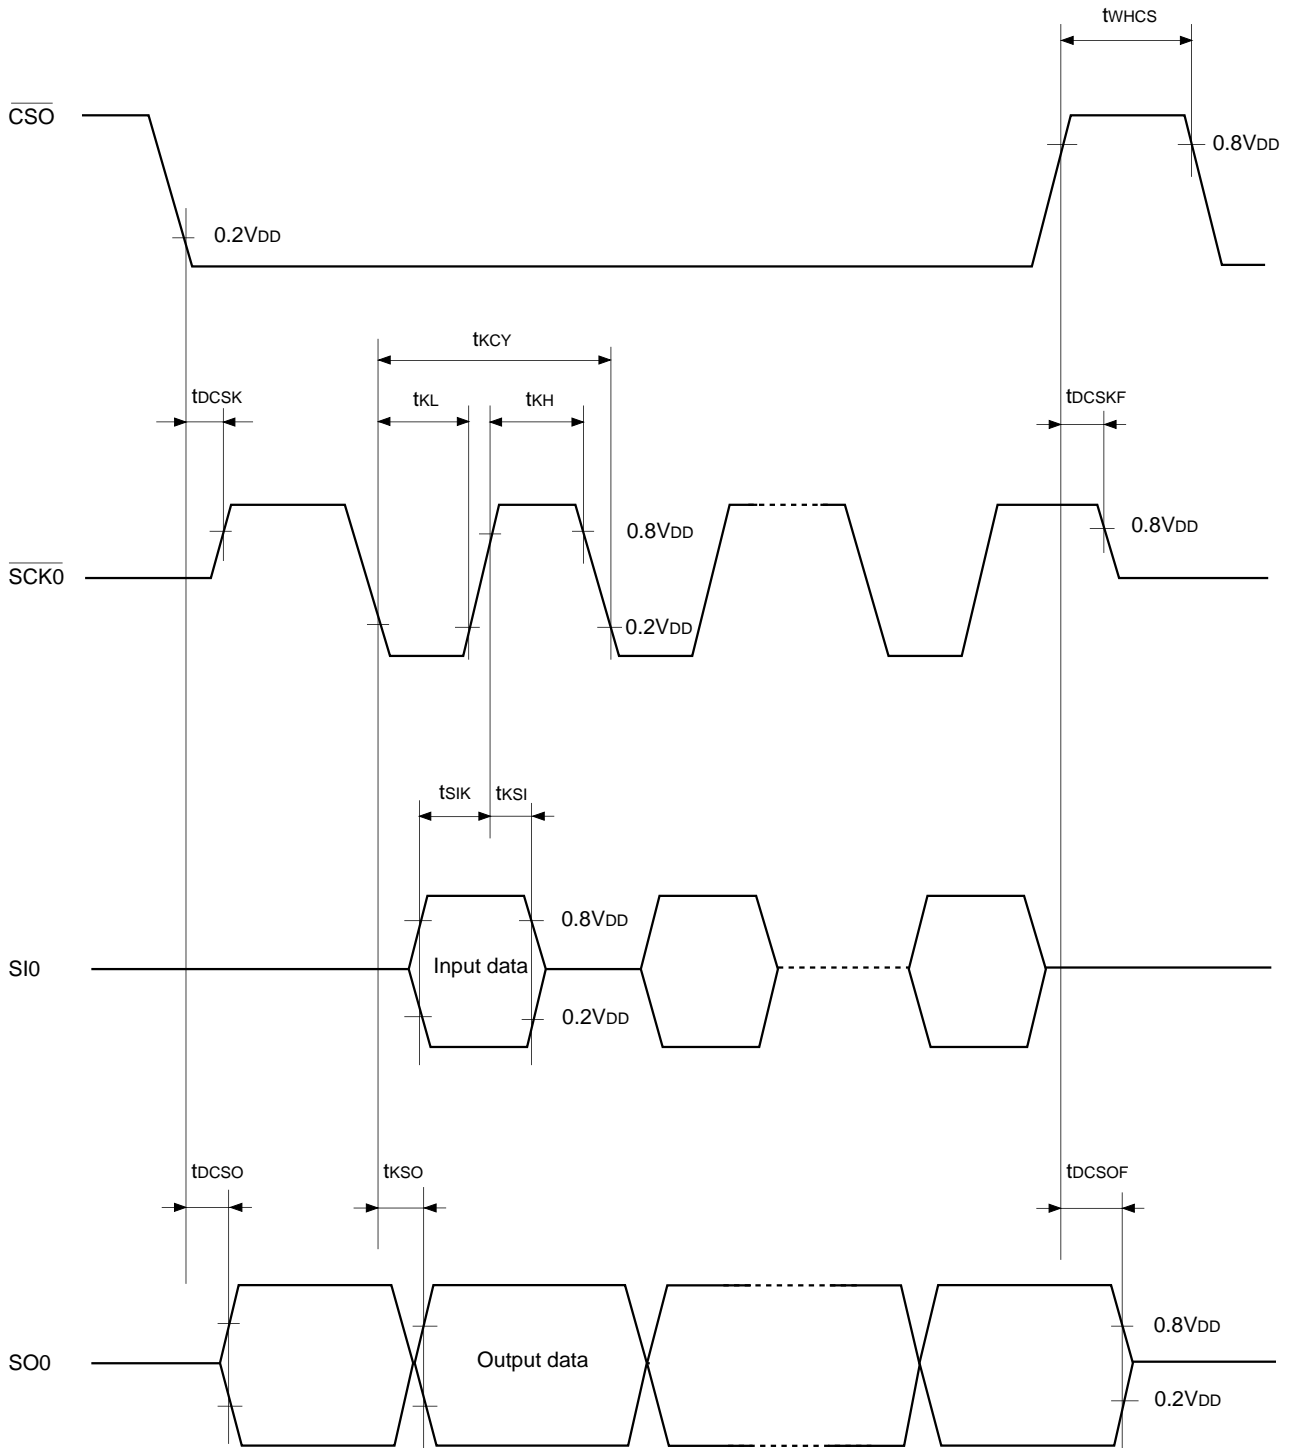 tWHCS
CSO
0.8VDD
0.2VDD
tKCY
tDCSK
tKL
tKH
tDCSKF
0.8VDD
0.8VDD
SCK0
0.2VDD
tSIK
tKSI
0.8VDD
SI0
Input data
0.2VDD
tDCSO
tKSO
tDCSOF
0.8VDD
SO0
Output data
0.2VDD